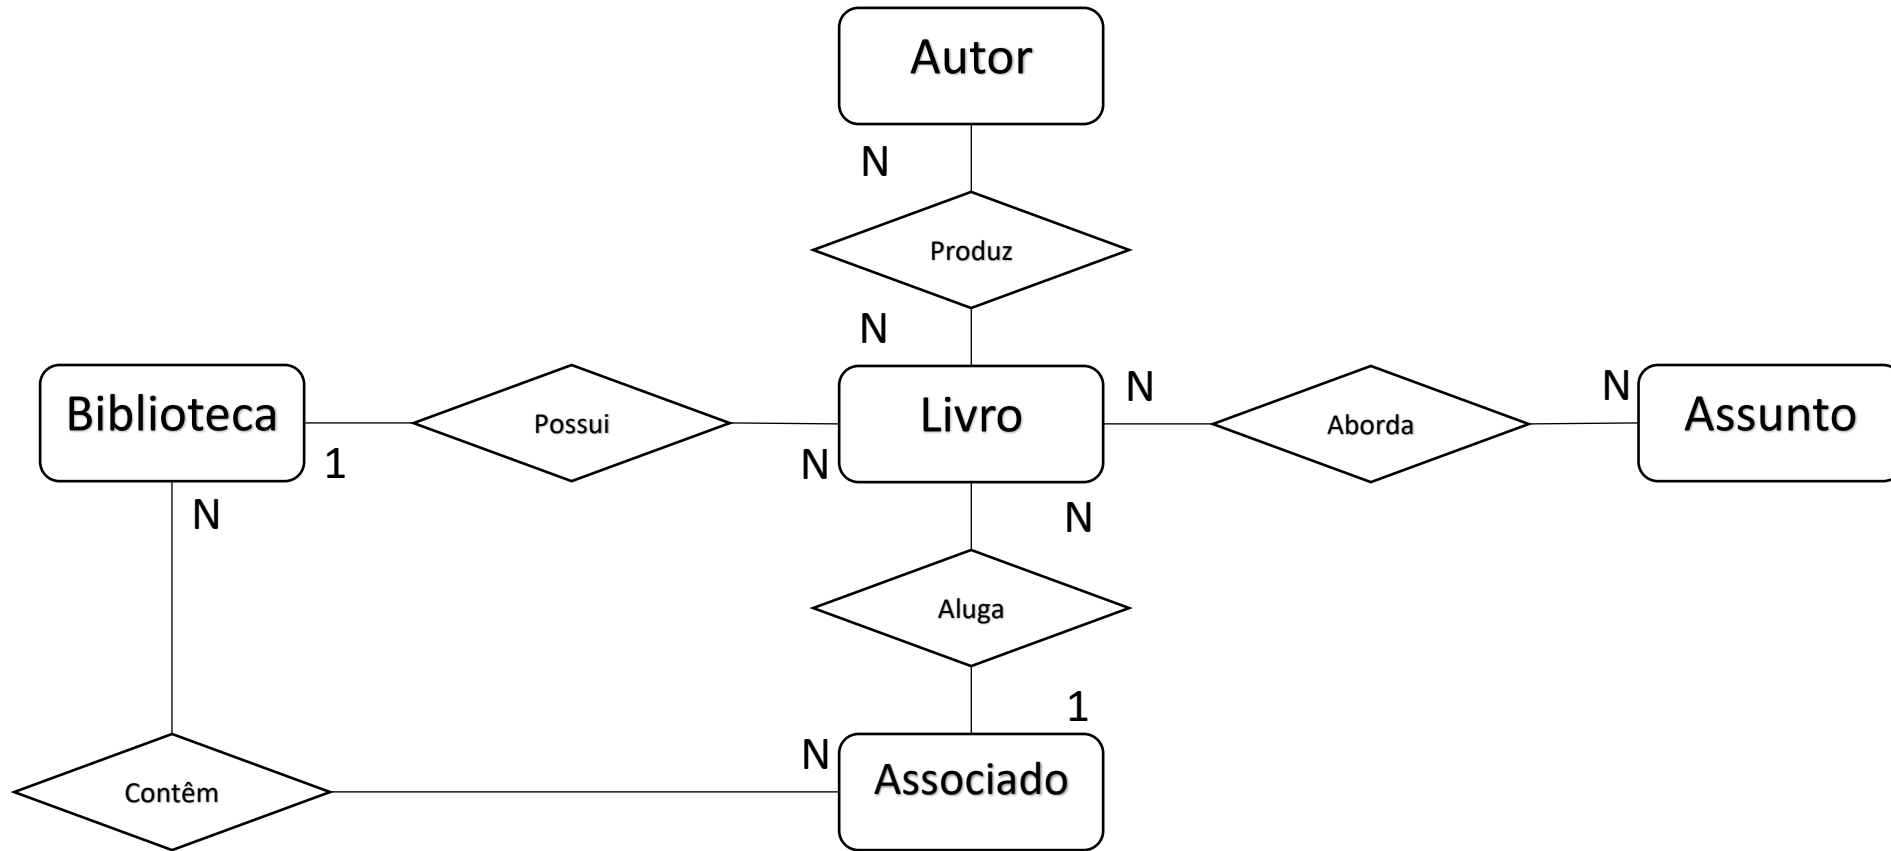 Autor
N
Produz
N
Biblioteca
1
Possui
N
Livro
N
Aborda
N
Assunto
N
N
Aluga
1
Contêm
N
Associado